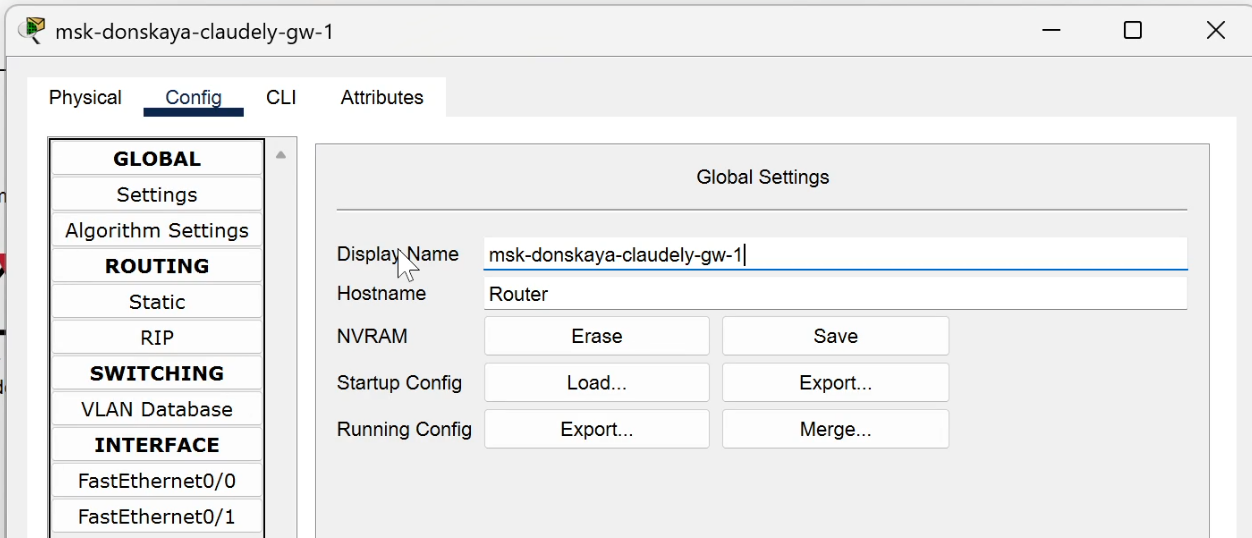 msk-donskaya-claudely-gw-1
Physical Config CLI Attributes
GLOBAL
Settings
Algorithm Settings
ROUTING
Static
RIP
SWITCHING
VLAN Database
INTERFACE
FastEthernet0/0
FastEthernet0/1
Global Settings
Display Name msk-donskaya-claudely-gw-1
Hostname Router
NVRAM Erase Save
Startup Config Load... Export...
Running Config Export... Merge...